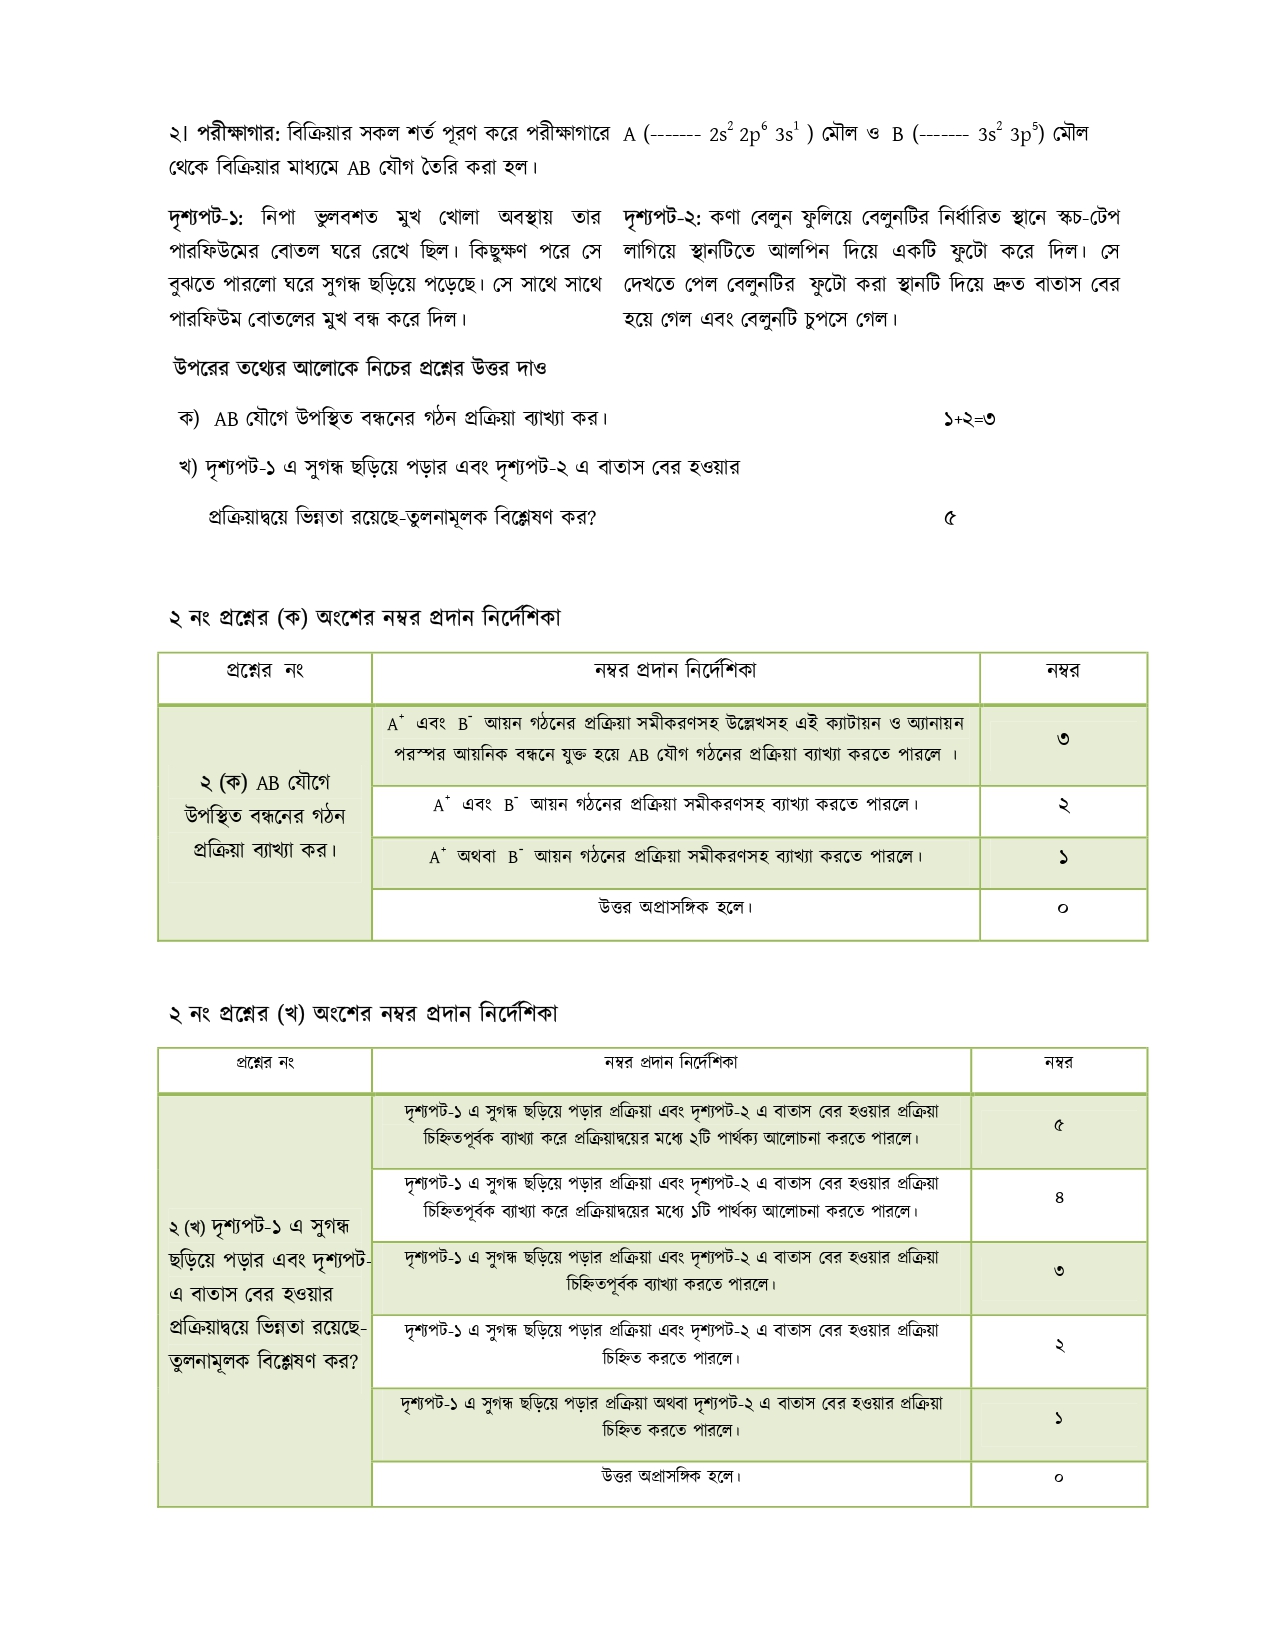 ২। পরীক্ষাগার: বিক্রিয়ার সকল শর্ত পূরণ করে পরীক্ষাগারে A (------- 2s² 2p⁶ 3s¹ ) মৌল ও B (------- 3s² 3p⁵) মৌল
থেকে বিক্রিয়ার মাধ্যমে AB যৌগ তৈরি করা হল।
দৃশ্যপট-১: নিপা ভুলবশত মুখ খোলা অবস্থায় তার
পারফিউমের বোতল ঘরে রেখে ছিল। কিছুক্ষণ পরে সে
বুঝতে পারলো ঘরে সুগন্ধ ছড়িয়ে পড়েছে। সে সাথে সাথে
পারফিউম বোতলের মুখ বন্ধ করে দিল।
দৃশ্যপট-২: কণা বেলুন ফুলিয়ে বেলুনটির নির্ধারিত স্থানে স্কচ-টেপ
লাগিয়ে স্থানটিতে আলপিন দিয়ে একটি ফুটো করে দিল। সে
দেখতে পেল বেলুনটির ফুটো করা স্থানটি দিয়ে দ্রুত বাতাস বের
হয়ে গেল এবং বেলুনটি চুপসে গেল।
উপরের তথ্যের আলোকে নিচের প্রশ্নের উত্তর দাও
ক) AB যৌগে উপস্থিত বন্ধনের গঠন প্রক্রিয়া ব্যাখ্যা কর। ১+২=৩
খ) দৃশ্যপট-১ এ সুগন্ধ ছড়িয়ে পড়ার এবং দৃশ্যপট-২ এ বাতাস বের হওয়ার
প্রক্রিয়াদ্বয়ে ভিন্নতা রয়েছে-তুলনামূলক বিশ্লেষণ কর? ৫
২ নং প্রশ্নের (ক) অংশের নম্বর প্রদান নির্দেশিকা
প্রশ্নের নং নম্বর প্রদান নির্দেশিকা নম্বর
২ (ক) AB যৌগে
উপস্থিত বন্ধনের গঠন
প্রক্রিয়া ব্যাখ্যা কর।
A⁺ এবং B⁻ আয়ন গঠনের প্রক্রিয়া সমীকরণসহ উল্লেখসহ এই ক্যাটায়ন ও অ্যানায়ন
পরস্পর আয়নিক বন্ধনে যুক্ত হয়ে AB যৌগ গঠনের প্রক্রিয়া ব্যাখ্যা করতে পারলে ।
৩
A⁺ এবং B⁻ আয়ন গঠনের প্রক্রিয়া সমীকরণসহ ব্যাখ্যা করতে পারলে। ২
A⁺ অথবা B⁻ আয়ন গঠনের প্রক্রিয়া সমীকরণসহ ব্যাখ্যা করতে পারলে। ১
উত্তর অপ্রাসঙ্গিক হলে। ০
২ নং প্রশ্নের (খ) অংশের নম্বর প্রদান নির্দেশিকা
প্রশ্নের নং নম্বর প্রদান নির্দেশিকা নম্বর
২ (খ) দৃশ্যপট-১ এ সুগন্ধ
ছড়িয়ে পড়ার এবং দৃশ্যপট-
এ বাতাস বের হওয়ার
প্রক্রিয়াদ্বয়ে ভিন্নতা রয়েছে-
তুলনামূলক বিশ্লেষণ কর?
দৃশ্যপট-১ এ সুগন্ধ ছড়িয়ে পড়ার প্রক্রিয়া এবং দৃশ্যপট-২ এ বাতাস বের হওয়ার প্রক্রিয়া
চিহ্নিতপূর্বক ব্যাখ্যা করে প্রক্রিয়াদ্বয়ের মধ্যে ২টি পার্থক্য আলোচনা করতে পারলে।
৫
দৃশ্যপট-১ এ সুগন্ধ ছড়িয়ে পড়ার প্রক্রিয়া এবং দৃশ্যপট-২ এ বাতাস বের হওয়ার প্রক্রিয়া
চিহ্নিতপূর্বক ব্যাখ্যা করে প্রক্রিয়াদ্বয়ের মধ্যে ১টি পার্থক্য আলোচনা করতে পারলে।
৪
দৃশ্যপট-১ এ সুগন্ধ ছড়িয়ে পড়ার প্রক্রিয়া এবং দৃশ্যপট-২ এ বাতাস বের হওয়ার প্রক্রিয়া
চিহ্নিতপূর্বক ব্যাখ্যা করতে পারলে।
৩
দৃশ্যপট-১ এ সুগন্ধ ছড়িয়ে পড়ার প্রক্রিয়া এবং দৃশ্যপট-২ এ বাতাস বের হওয়ার প্রক্রিয়া
চিহ্নিত করতে পারলে।
২
দৃশ্যপট-১ এ সুগন্ধ ছড়িয়ে পড়ার প্রক্রিয়া অথবা দৃশ্যপট-২ এ বাতাস বের হওয়ার প্রক্রিয়া
চিহ্নিত করতে পারলে।
১
উত্তর অপ্রাসঙ্গিক হলে। ০